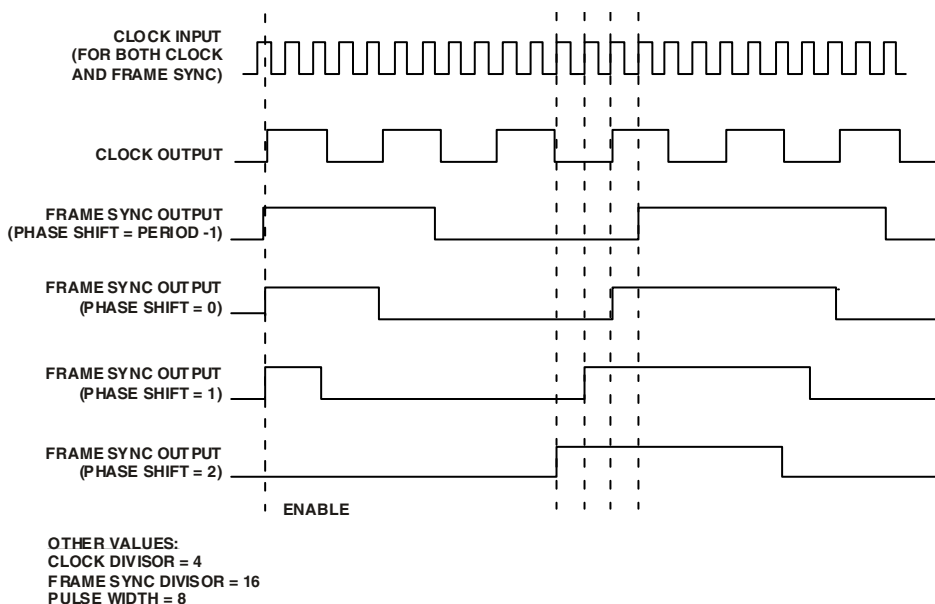 CLOCK INPUT
(FOR BOTH CLOCK
AND FRAME SYNC)
CLOCK OUTPUT
FRAME SYNC OUTPUT
(PHASE SHIFT = PERIOD -1)
FRAME SYNC OUTPUT
(PHASE SHIFT = 0)
FRAME SYNC OUTPUT
(PHASE SHIFT = 1)
FRAME SYNC OUTPUT
(PHASE SHIFT = 2)
ENABLE
OTHER VALUES:
CLOCK DIVISOR = 4
FRAME SYNC DIVISOR = 16
PULSE WIDTH = 8